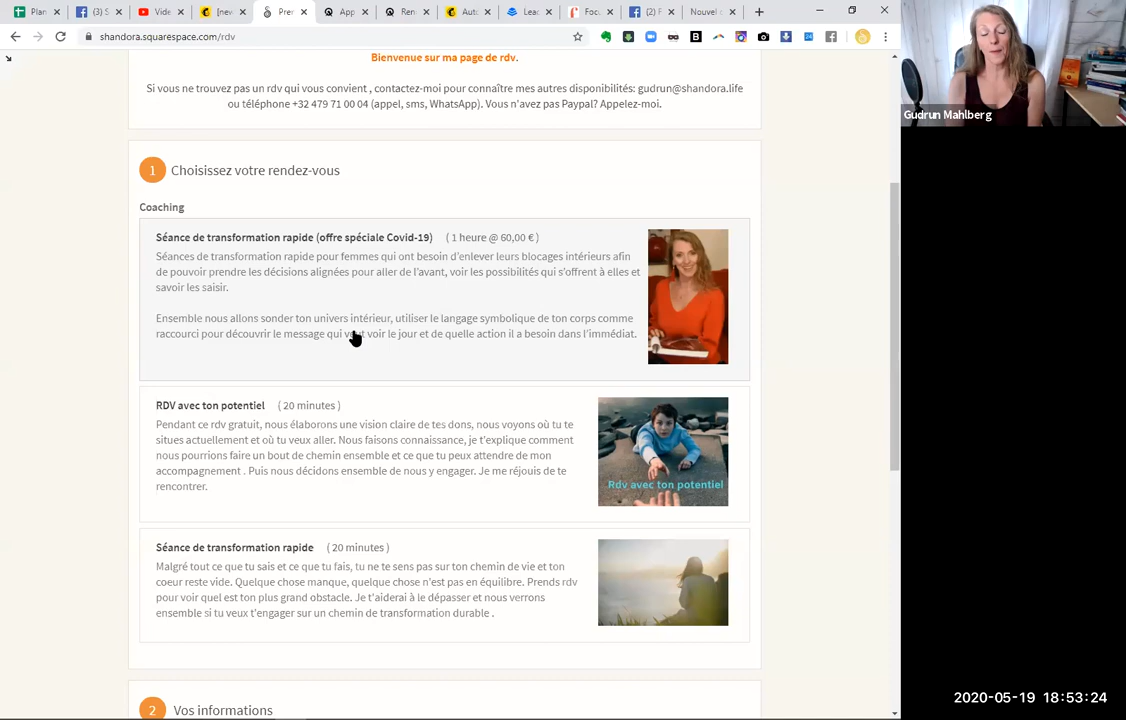 Plan
(3) S
Vide
[new
Pren
App
Ren
Auto
Lead
Focu
(2) F
Nouvel o
shandora.squarespace.com/rdv
Bienvenue sur ma page de rdv.
Si vous ne trouvez pas un rdv qui vous convient , contactez-moi pour connaître mes autres disponibilités: gudrun@shandora.life
ou téléphone +32 479 71 00 04 (appel, sms, WhatsApp). Vous n'avez pas Paypal? Appelez-moi.
Gudrun Mahlberg
1 Choisissez votre rendez-vous
Coaching
Séance de transformation rapide (offre spéciale Covid-19) ( 1 heure @ 60,00 € )
Séances de transformation rapide pour femmes qui ont besoin d'enlever leurs blocages intérieurs afin
de pouvoir prendre les décisions alignées pour aller de l'avant, voir les possibilités qui s'offrent à elles et
savoir les saisir.
Ensemble nous allons sonder ton univers intérieur, utiliser le langage symbolique de ton corps comme
raccourci pour découvrir le message qui veut voir le jour et de quelle action il a besoin dans l'immédiat.
RDV avec ton potentiel ( 20 minutes )
Pendant ce rdv gratuit, nous élaborons une vision claire de tes dons, nous voyons où tu te
situes actuellement et où tu veux aller. Nous faisons connaissance, je t'explique comment
nous pourrions faire un bout de chemin ensemble et ce que tu peux attendre de mon
accompagnement . Puis nous décidons ensemble de nous y engager. Je me réjouis de te
rencontrer.
Rdv avec ton potentiel
Séance de transformation rapide ( 20 minutes )
Malgré tout ce que tu sais et ce que tu fais, tu ne te sens pas sur ton chemin de vie et ton
coeur reste vide. Quelque chose manque, quelque chose n'est pas en équilibre. Prends rdv
pour voir quel est ton plus grand obstacle. Je t'aiderai à le dépasser et nous verrons
ensemble si tu veux t'engager sur un chemin de transformation durable .
2 Vos informations
2020-05-19 18:53:24